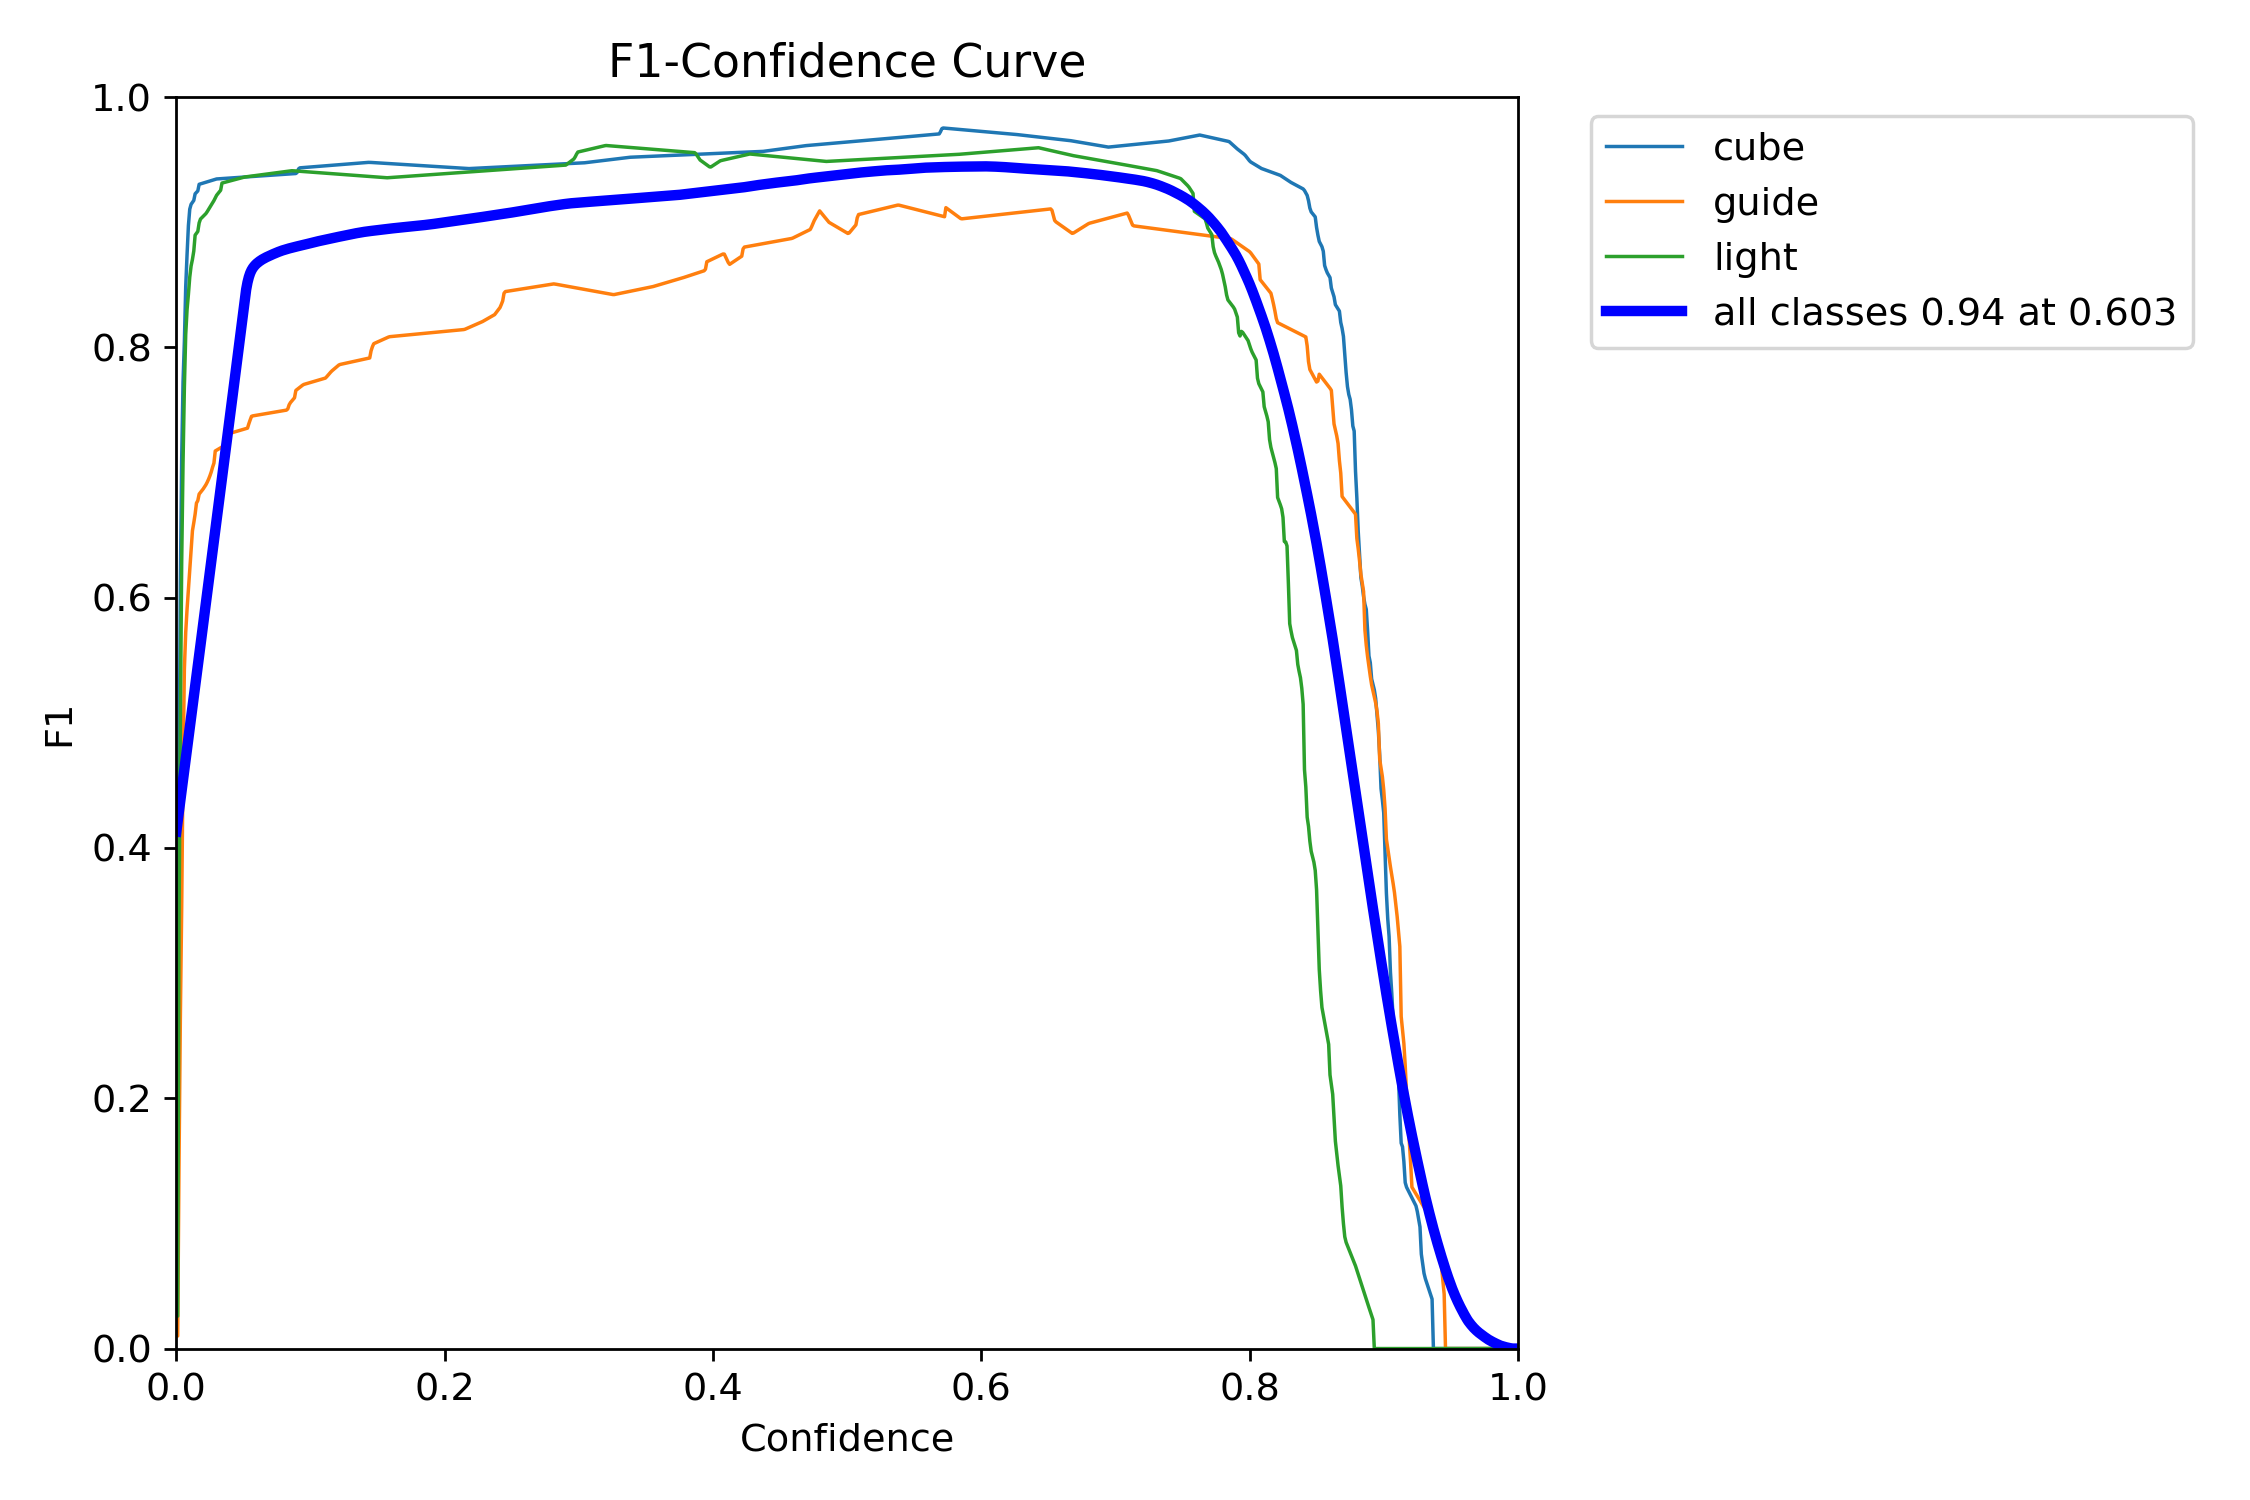 F1-Confidence Curve
1.0
0.8
0.6
0.4
0.2
0.0
F1
0.0 0.2 0.4 0.6 0.8 1.0
Confidence
cube
guide
light
all classes 0.94 at 0.603